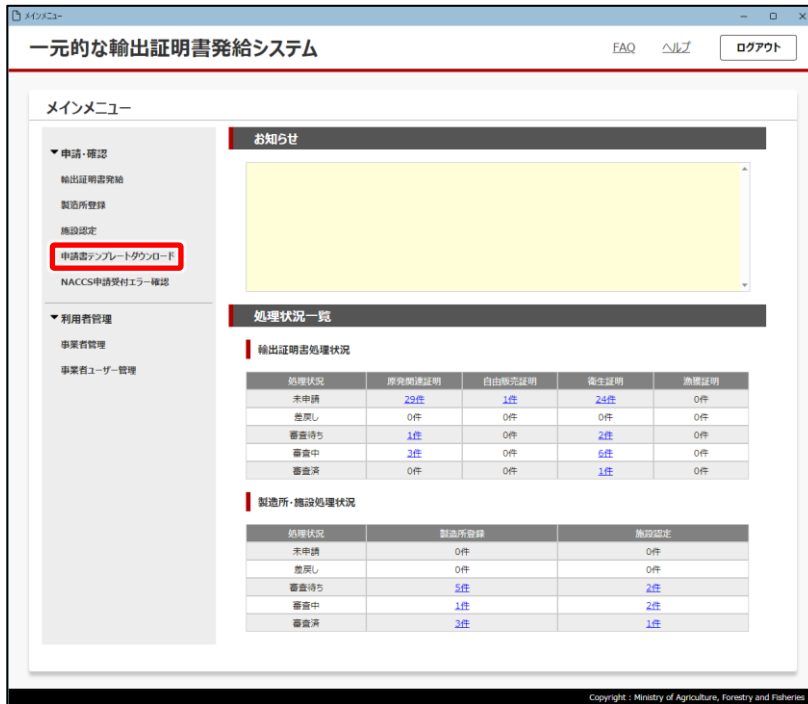 メインメニュー
一元的な輸出証明書発給システム FAQ ヘルプ ログアウト
メインメニュー
▼申請・確認
輸出証明書発給
製造所登録
施設認定
申請書テンプレートダウンロード
NACCS申請受付エラー確認
▼利用者管理
事業者管理
事業者ユーザー管理
お知らせ
処理状況一覧
輸出証明書処理状況
処理状況 原発関連証明 自由販売証明 衛生証明 漁獲証明
未申請 29件 1件 24件 0件
差戻し 0件 0件 0件 0件
審査待ち 1件 0件 2件 0件
審査中 3件 0件 6件 0件
審査済 0件 0件 1件 0件
製造所・施設処理状況
処理状況 製造所登録 施設認定
未申請 0件 0件
差戻し 0件 0件
審査待ち 5件 2件
審査中 1件 2件
審査済 3件 1件
Copyright : Ministry of Agriculture, Forestry and Fisheries